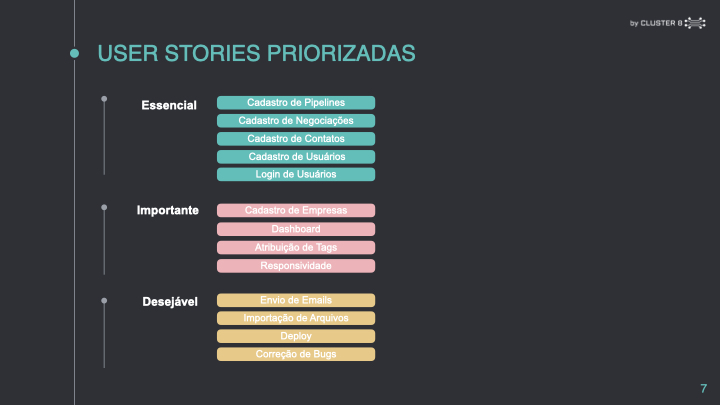 by CLUSTER 8
USER STORIES PRIORIZADAS
Essencial
Cadastro de Pipelines
Cadastro de Negociações
Cadastro de Contatos
Cadastro de Usuários
Login de Usuários
Importante
Cadastro de Empresas
Dashboard
Atribuição de Tags
Responsividade
Desejável
Envio de Emails
Importação de Arquivos
Deploy
Correção de Bugs
7